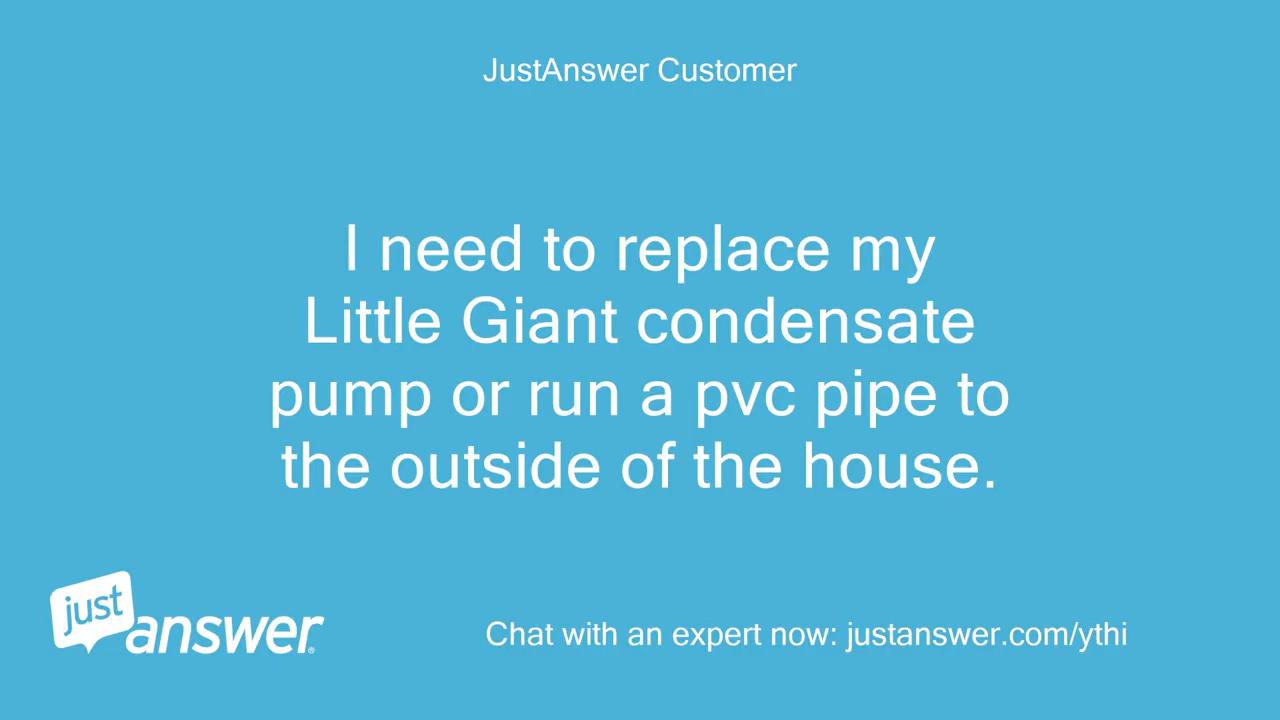 JustAnswer Customer
I need to replace my
Little Giant condensate
pump or run a pvc pipe to
the outside of the house.
just
answer®
Chat with an expert now: justanswer.com/ythi